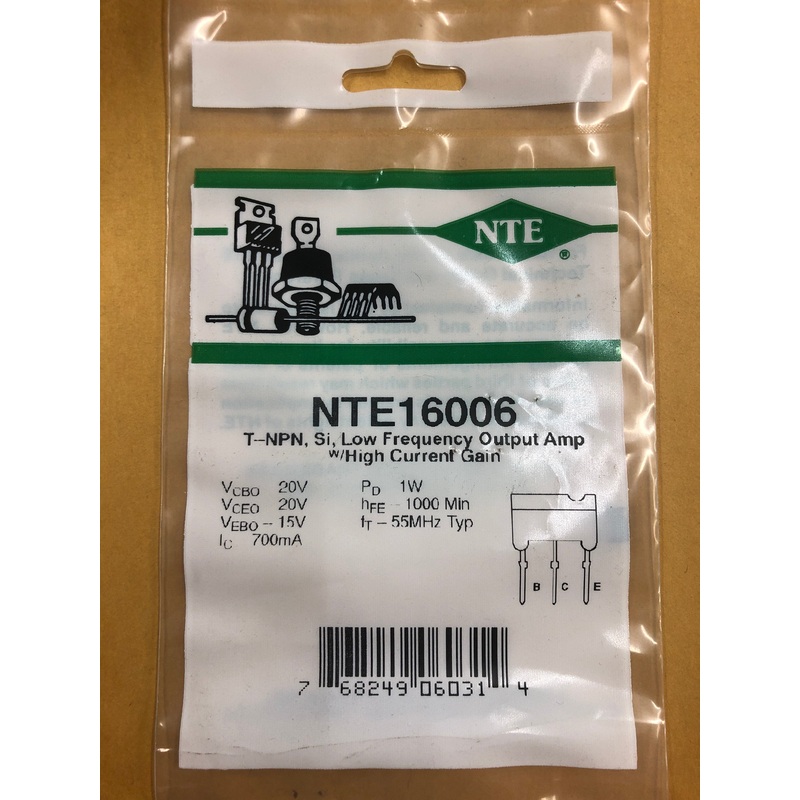 NTE®
NTE16006
T–NPN, Si, Low Frequency Output Amp
w/High Current Gain
VCBO 20V
VCEO 20V
VEBO – 15V
IC 700mA
PD 1W
hFE – 1000 Min
fT – 55MHz Typ
B C E
7 68249 06031 4